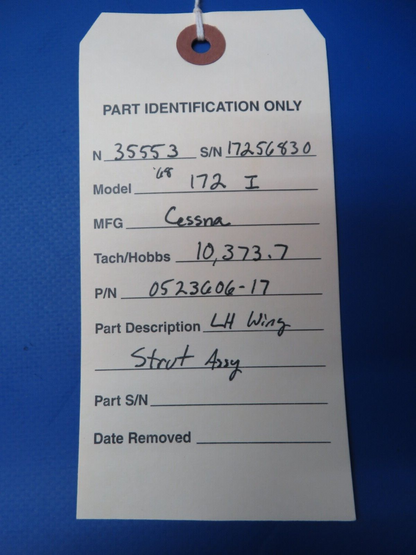 PART IDENTIFICATION ONLY
N 35553 S/N 17256830
'68
Model 172 I
MFG Cessna
Tach/Hobbs 10,373.7
P/N 0523606-17
Part Description LH Wing
Strut Assy
Part S/N
Date Removed